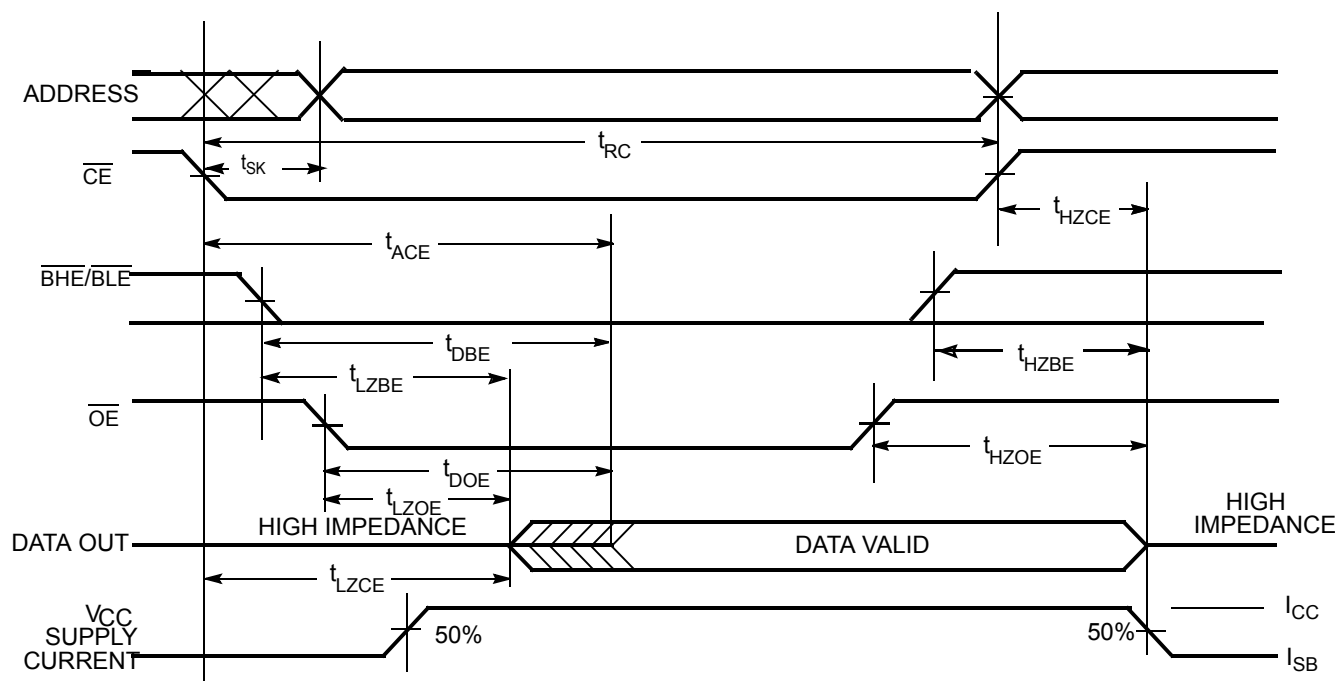 ADDRESS
tRC
tSK
CE
tHZCE
tACE
BHE/BLE
tDBE
tHZBE
tLZBE
OE
tHZOE
tDOE
tLZOE
HIGH IMPEDANCE
HIGH
IMPEDANCE
DATA OUT
DATA VALID
tLZCE
VCC
SUPPLY
CURRENT
50%
50%
ICC
ISB